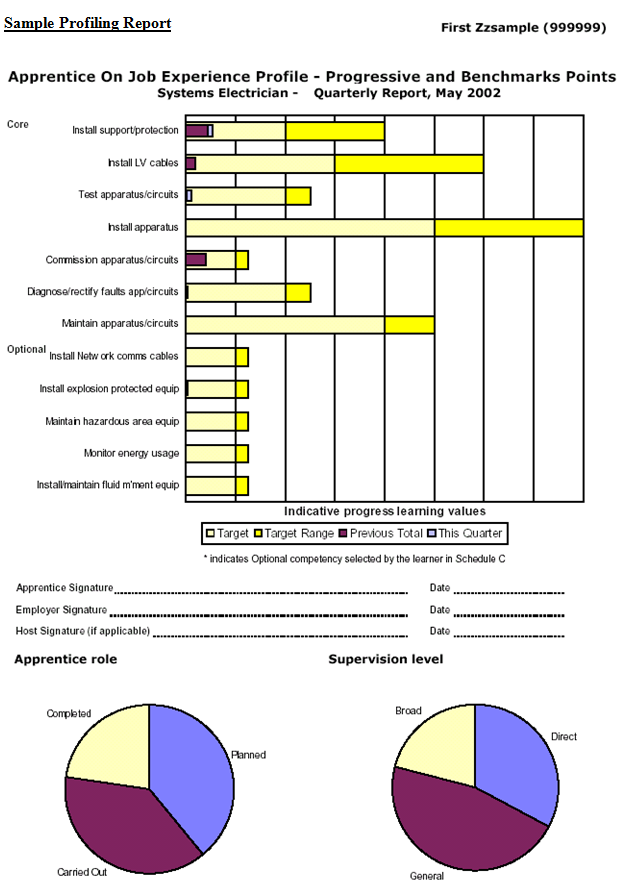 Sample Profiling Report
First Zzsample (999999)
Apprentice On Job Experience Profile - Progressive and Benchmarks Points
Systems Electrician - Quarterly Report, May 2002
Core
Install support/protection
Install LV cables
Test apparatus/circuits
Install apparatus
Commission apparatus/circuits
Diagnose/rectify faults app/circuits
Maintain apparatus/circuits
Optional
Install Network comms cables
Install explosion protected equip
Maintain hazardous area equip
Monitor energy usage
Install/maintain fluid m'ment equip
Indicative progress learning values
Target Target Range Previous Total This Quarter
* indicates Optional competency selected by the learner in Schedule C
Apprentice Signature Date
Employer Signature Date
Host Signature (if applicable) Date
Apprentice role
Supervision level
Completed
Planned
Carried Out
Broad
Direct
General